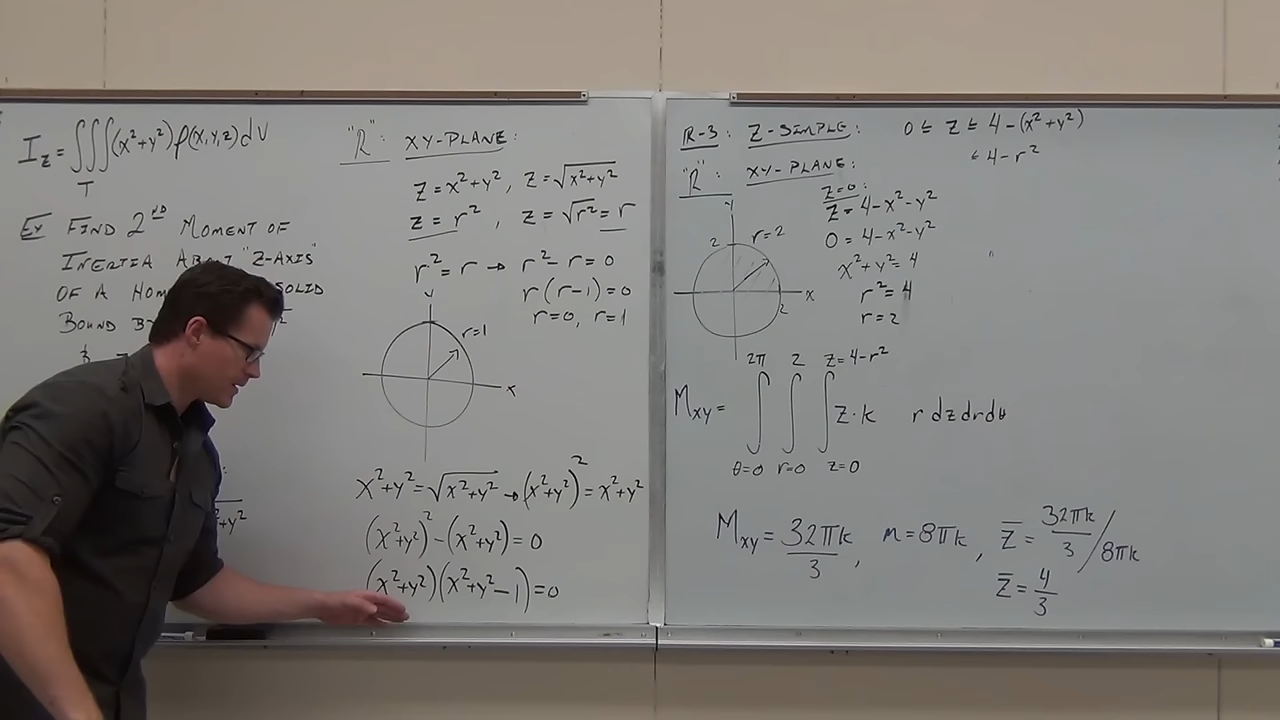 I_z = ∭(x²+y²) ρ(x,y,z) dV
T
Ex FIND 2ND MOMENT OF
INERTIA ABOUT "Z-AXIS"
OF A
BOUND
"R": XY-PLANE:
z = x²+y², z = √(x²+y²)
z = r², z = √r² = r
r² = r → r² - r = 0
r(r-1) = 0
r=0, r=1
Y
r=1
X
x²+y² = √(x²+y²) → (x²+y²)² = x²+y²
(x²+y²)² - (x²+y²) = 0
(x²+y²)(x²+y²-1) = 0
R-3: Z-SIMPLE: 0 ≤ z ≤ 4-(x²+y²)
≤ 4-r²
"R": XY-PLANE:
z=0:
z = 4-x²-y²
0 = 4-x²-y²
x²+y² = 4
r² = 4
r = 2
Y
2
r=2
X
2
M_xy = ∫_{θ=0}^{2π} ∫_{r=0}^{2} ∫_{z=0}^{z=4-r²} z·k r dz dr dθ
M_xy = 32πk/3, m = 8πk, z̄ = 32πk/3 / 8πk
z̄ = 4/3